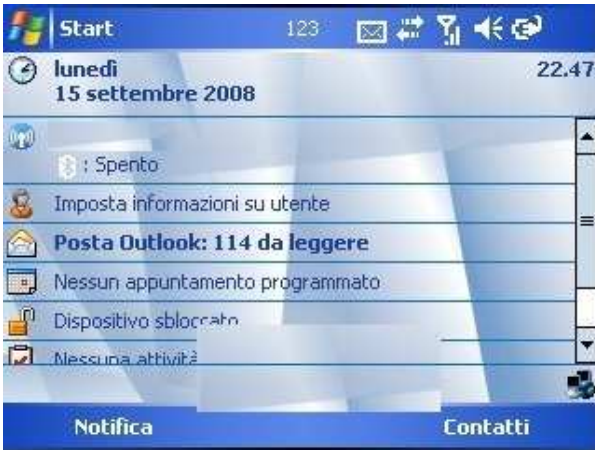 Start 123
lunedì 22.47
15 settembre 2008
: Spento
Imposta informazioni su utente
Posta Outlook: 114 da leggere
Nessun appuntamento programmato
Dispositivo sbloccato
Nessuna attività
Notifica Contatti